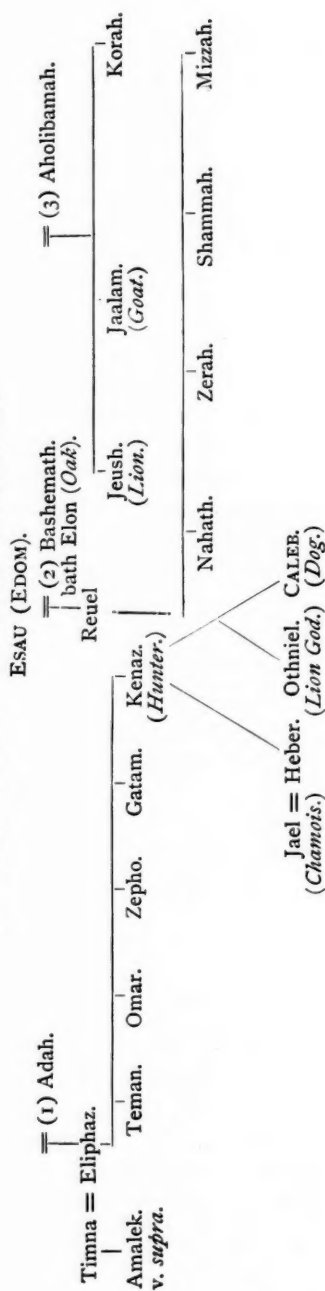 ESAU (EDOM).
= (1) Adah. = (2) Bashemath. = (3) Aholibamah.
bath Elon (Oak).
Timna = Eliphaz. Reuel
Amalek. Teman. Omar. Zepho. Gatam. Kenaz. Jeush. Jaalam. Korah.
v. supra. (Hunter.) (Lion.) (Goat.)
Nahath. Zerah. Shammah. Mizzah.
Jael = Heber. Othniel. CALEB.
(Chamois.) (Lion God.) (Dog.)